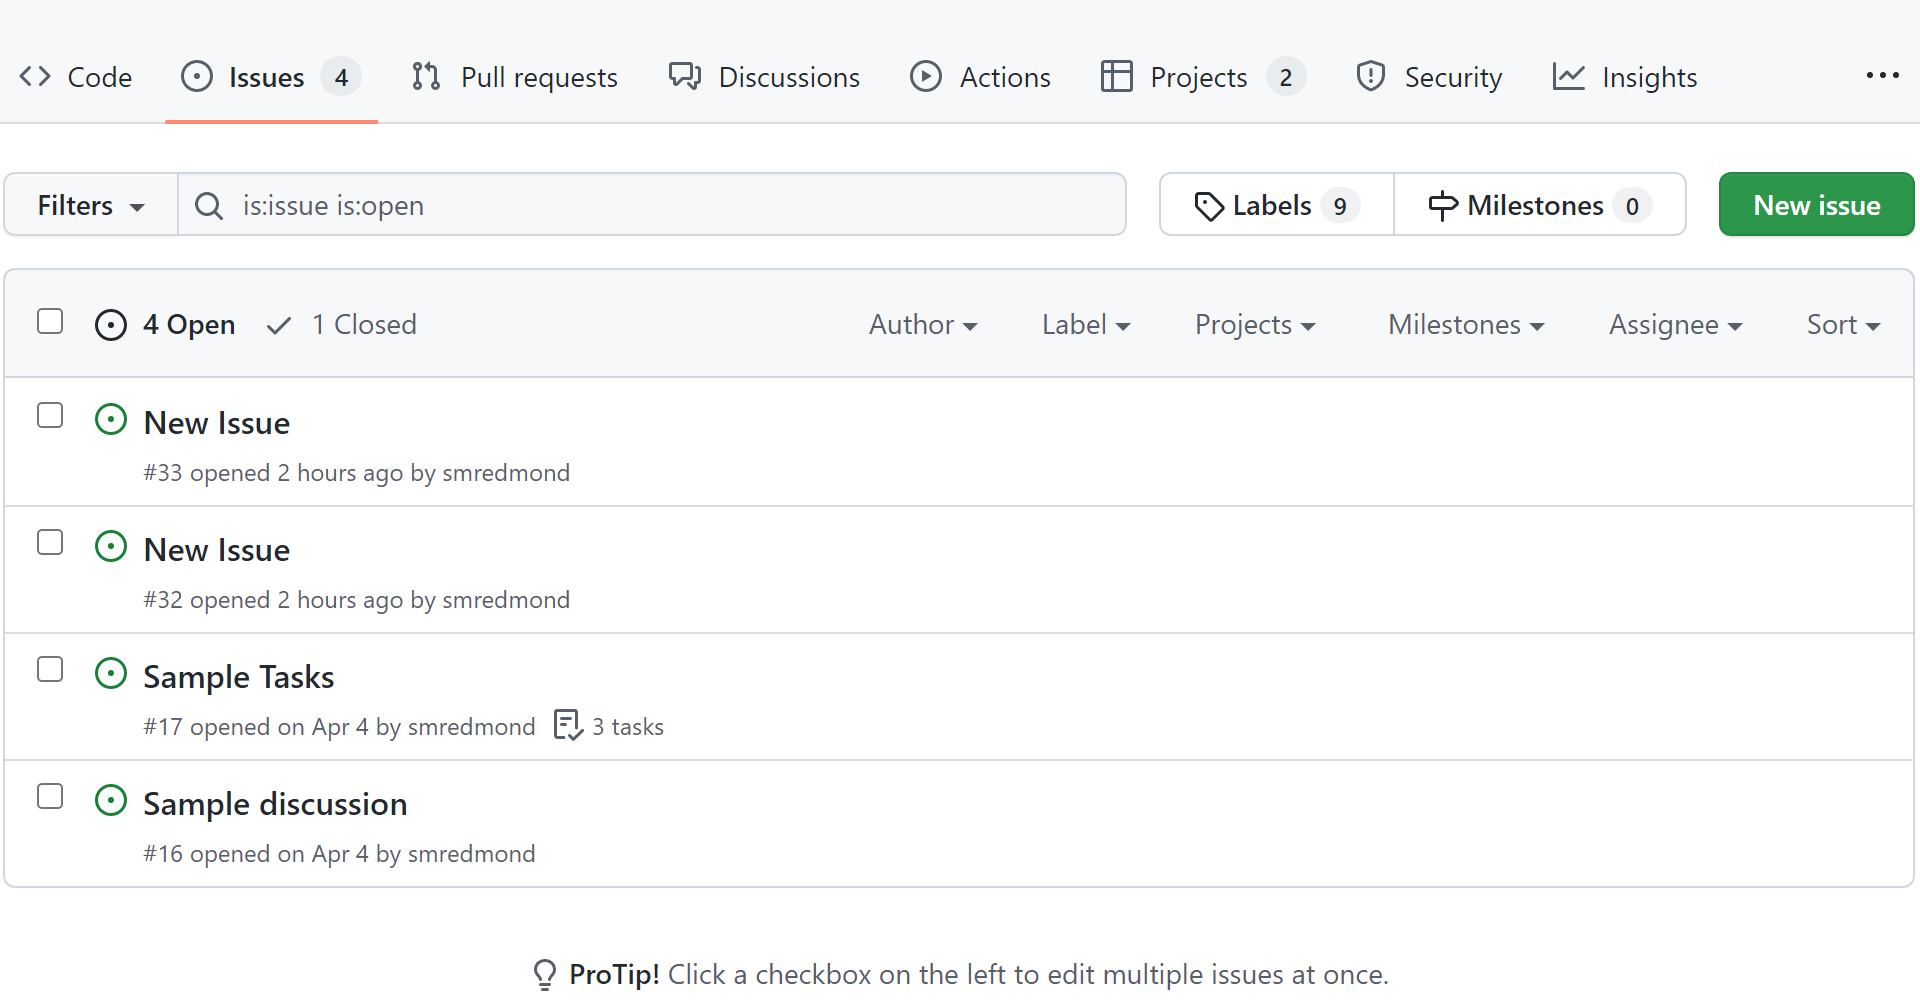 Code Issues 4 Pull requests Discussions Actions Projects 2 Security Insights
Filters is:issue is:open Labels 9 Milestones 0 New issue
4 Open 1 Closed Author Label Projects Milestones Assignee Sort
New Issue
#33 opened 2 hours ago by smredmond
New Issue
#32 opened 2 hours ago by smredmond
Sample Tasks
#17 opened on Apr 4 by smredmond 3 tasks
Sample discussion
#16 opened on Apr 4 by smredmond
ProTip! Click a checkbox on the left to edit multiple issues at once.